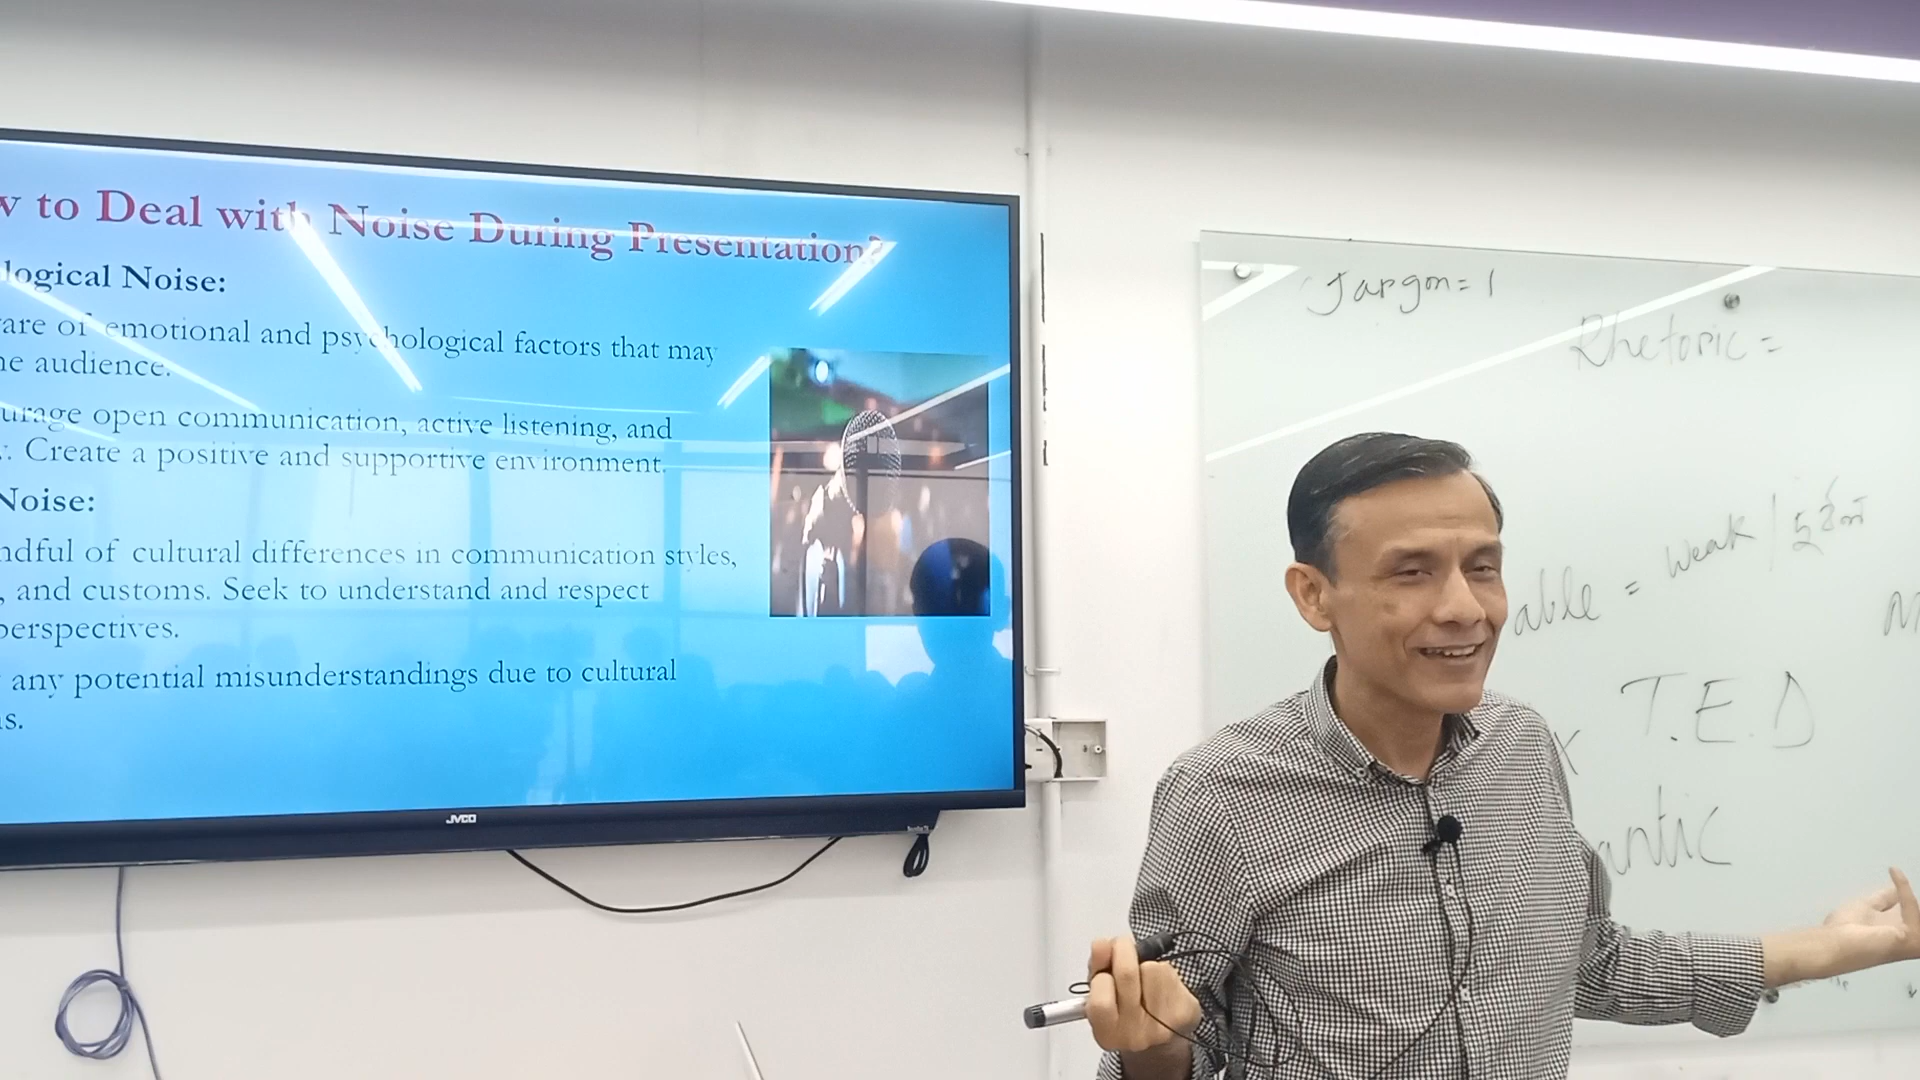 w to Deal with Noise During Presentation?
logical Noise:
are of emotional and psychological factors that may
he audience.
urage open communication, active listening, and
. Create a positive and supportive environment.
Noise:
ndful of cultural differences in communication styles,
, and customs. Seek to understand and respect
perspectives.
any potential misunderstandings due to cultural
s.
JVCO
Jargon = 1
Rhetoric =
able = weak /
X T.E.D
antic